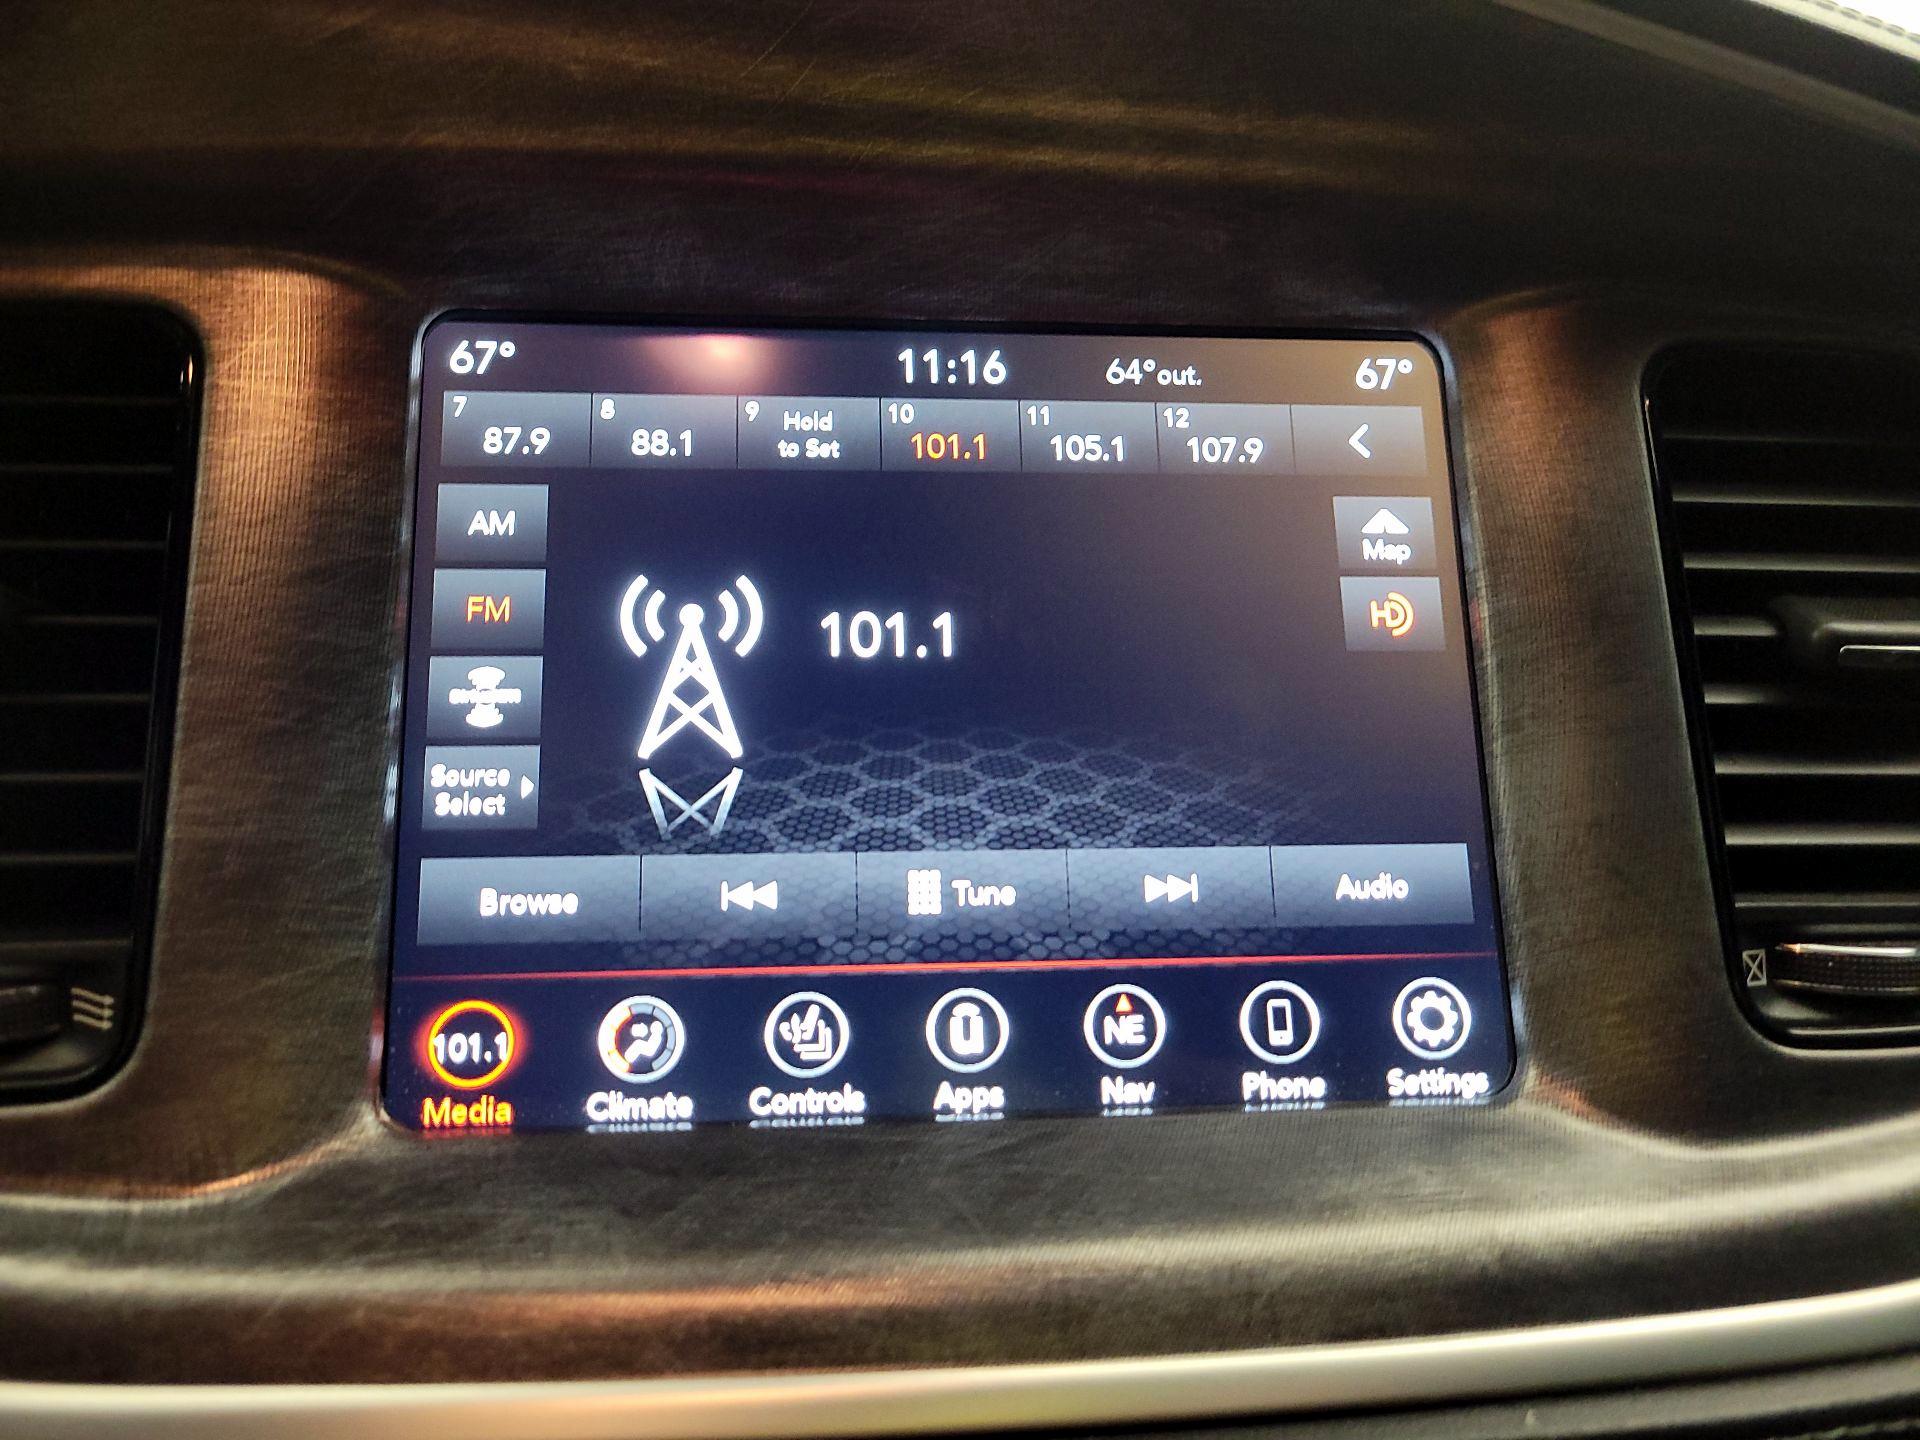 67° 11:16 64° out. 67°
7 8 9 Hold 10 11 12
87.9 88.1 to Set 101.1 105.1 107.9
AM
Map
FM 101.1 HD
Source
Select
Browse Tune Audio
101.1 NE
Media Climate Controls Apps Nav Phone Settings